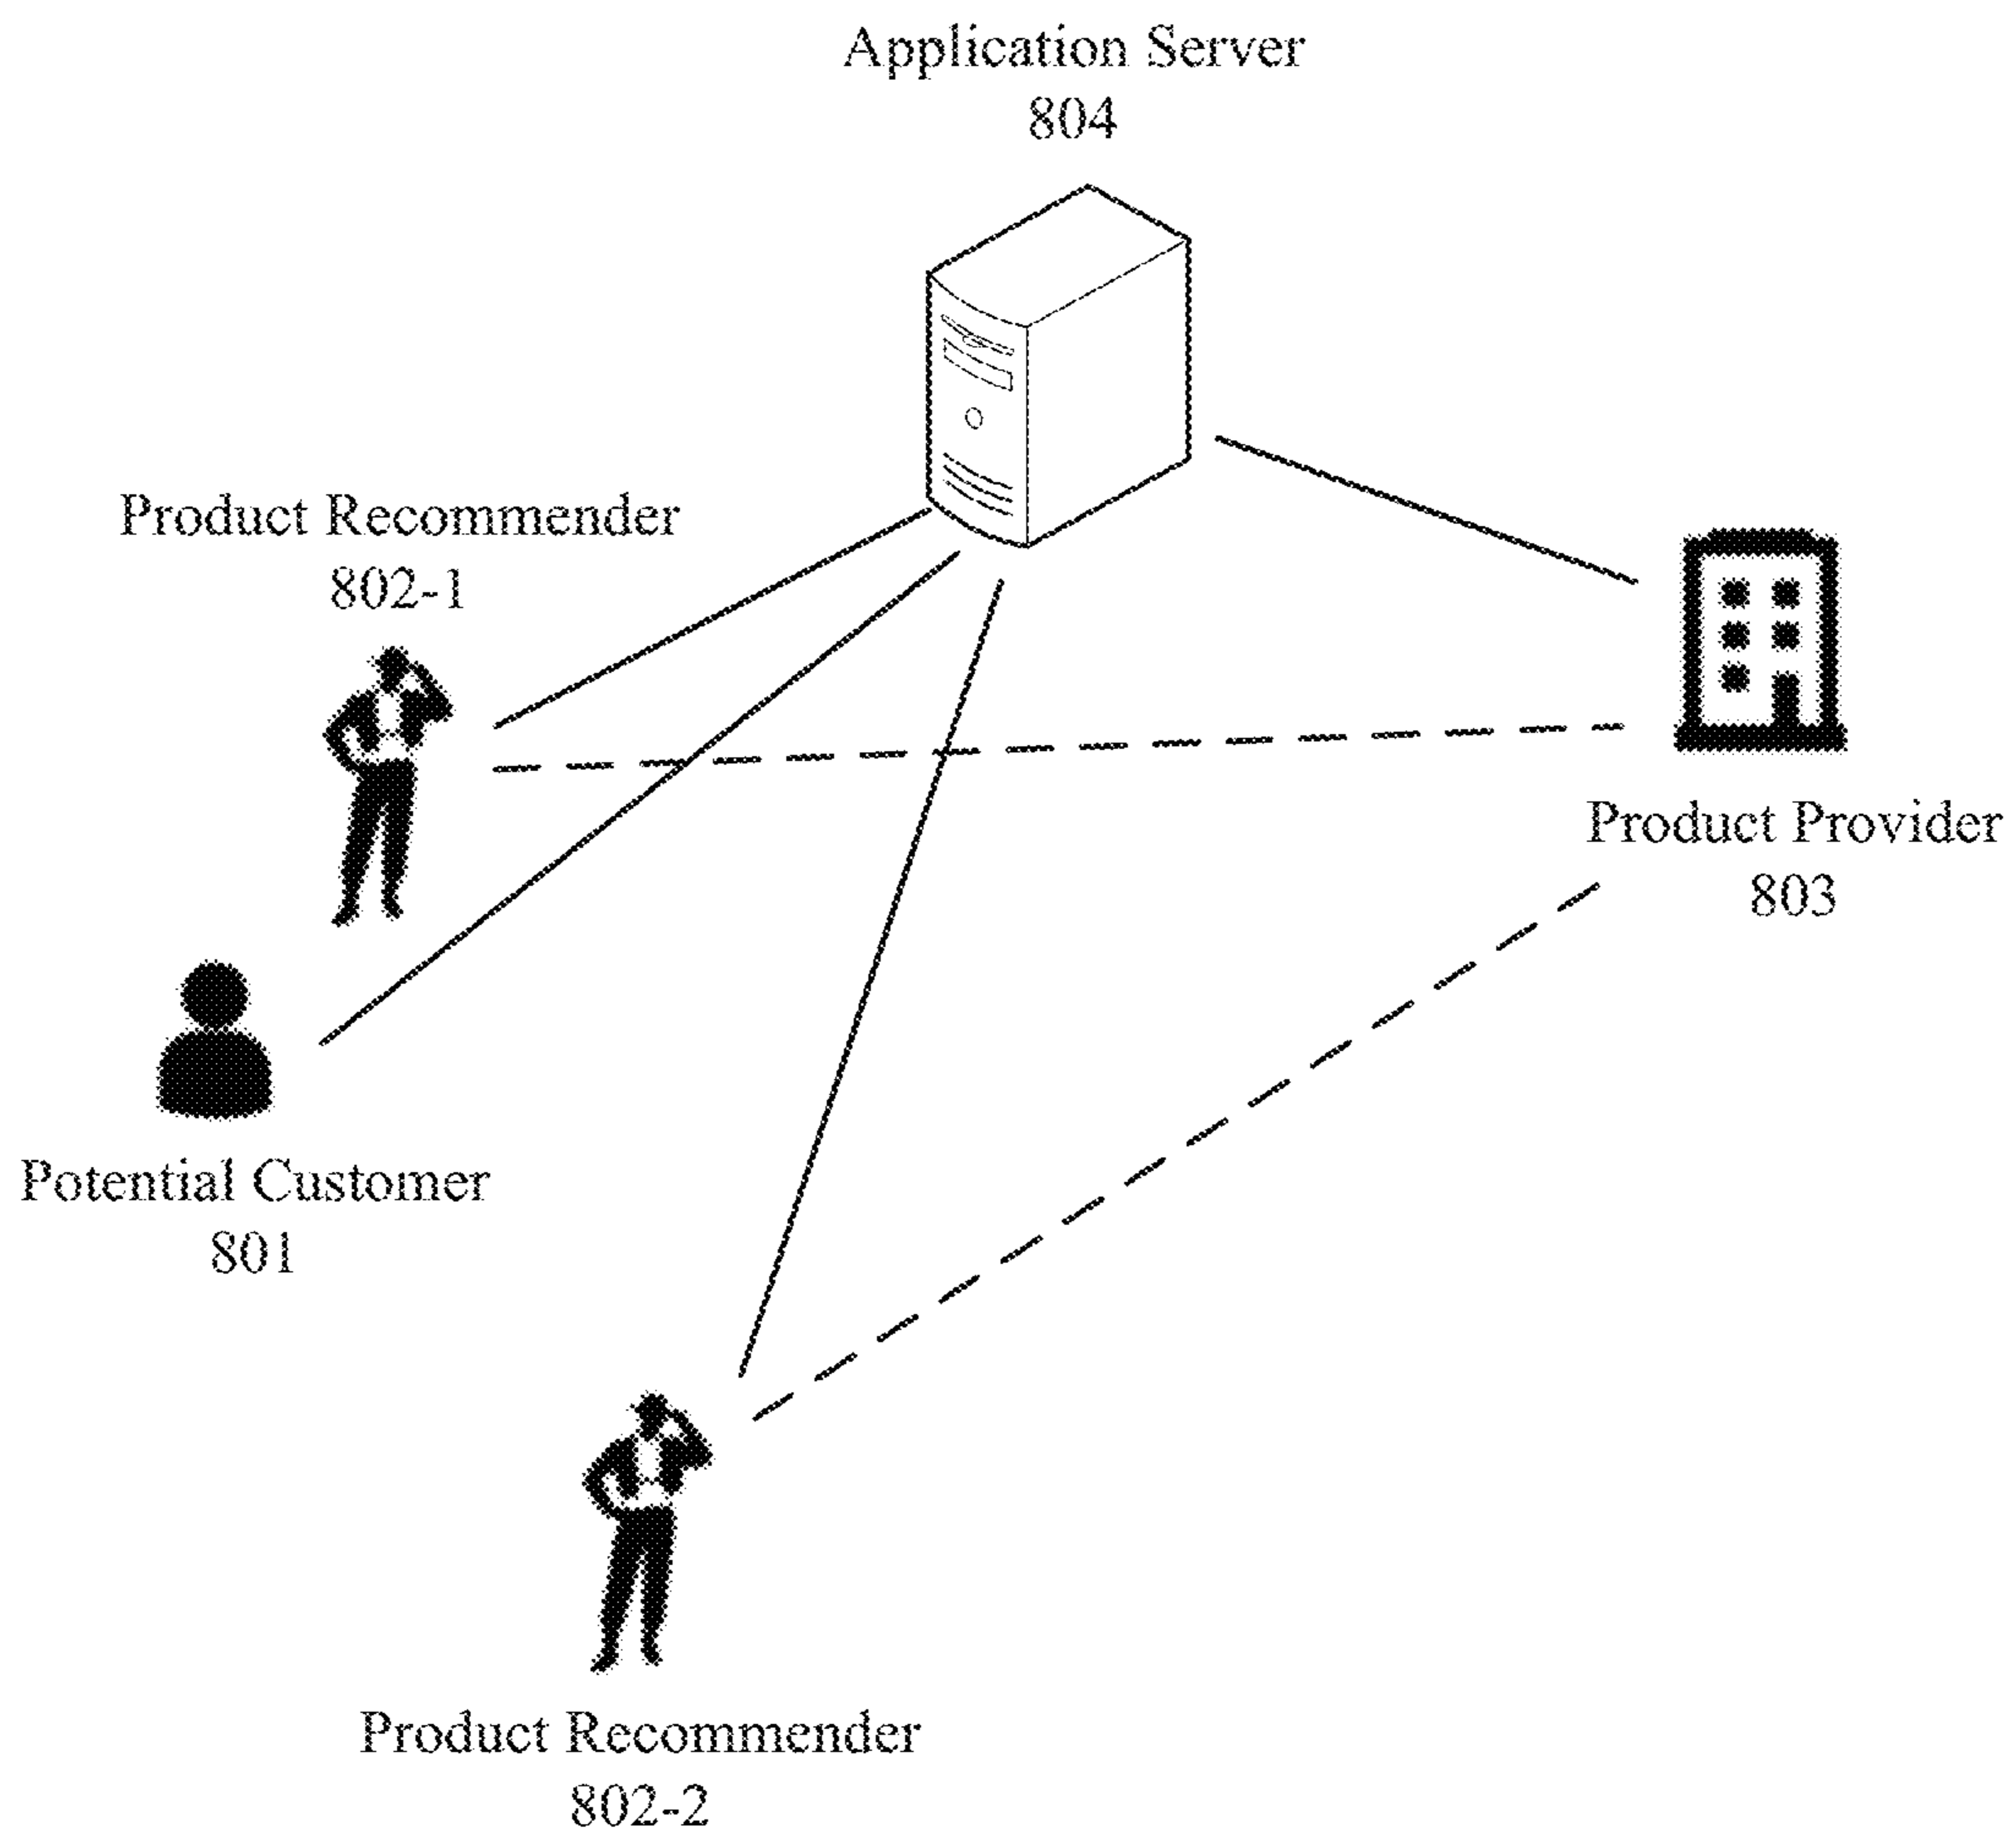 Application Server
804
Product Recommender
802-1
Product Provider
803
Potential Customer
801
Product Recommender
802-2